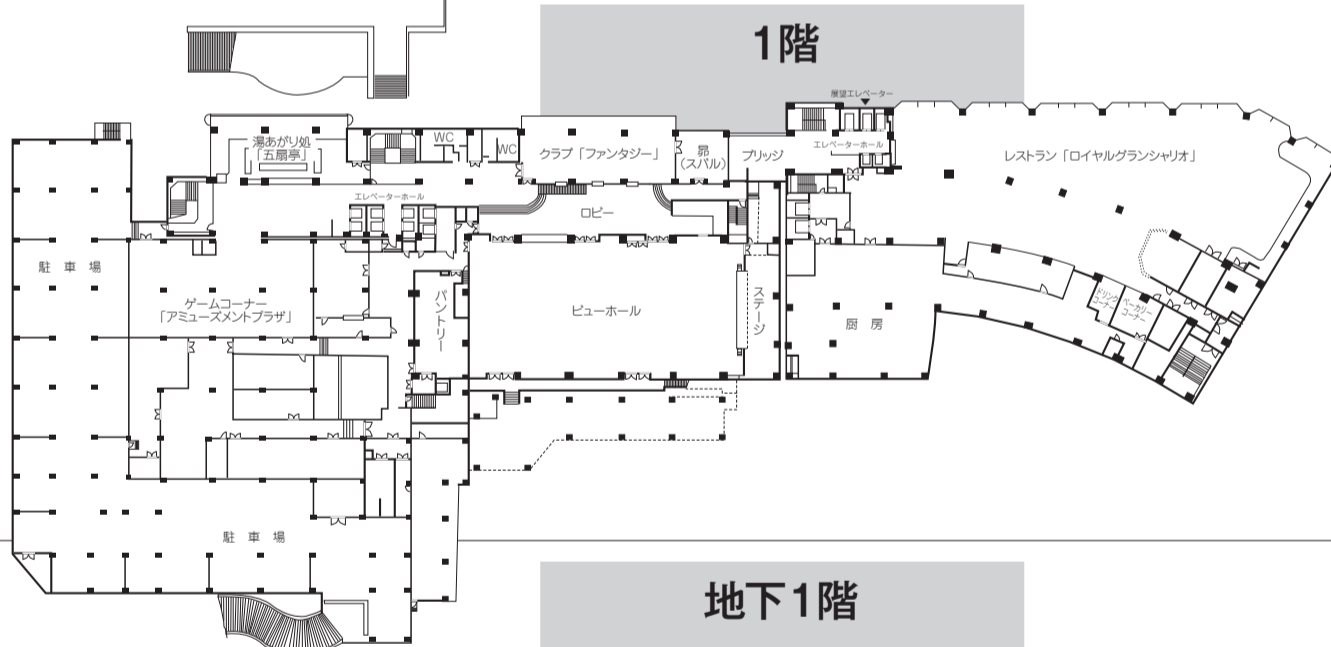 1階
展望エレベーター
エレベーターホール
湯あがり処
「五扇亭」
WC
WC
クラブ「ファンタジー」
昴
(スバル)
ブリッジ
レストラン「ロイヤルグランシャリオ」
エレベーターホール
ロビー
駐車場
ゲームコーナー
「アミューズメントプラザ」
パントリー
ビューホール
ステージ
厨房
ドリンク
コーナー
ベーカリー
コーナー
駐車場
地下1階